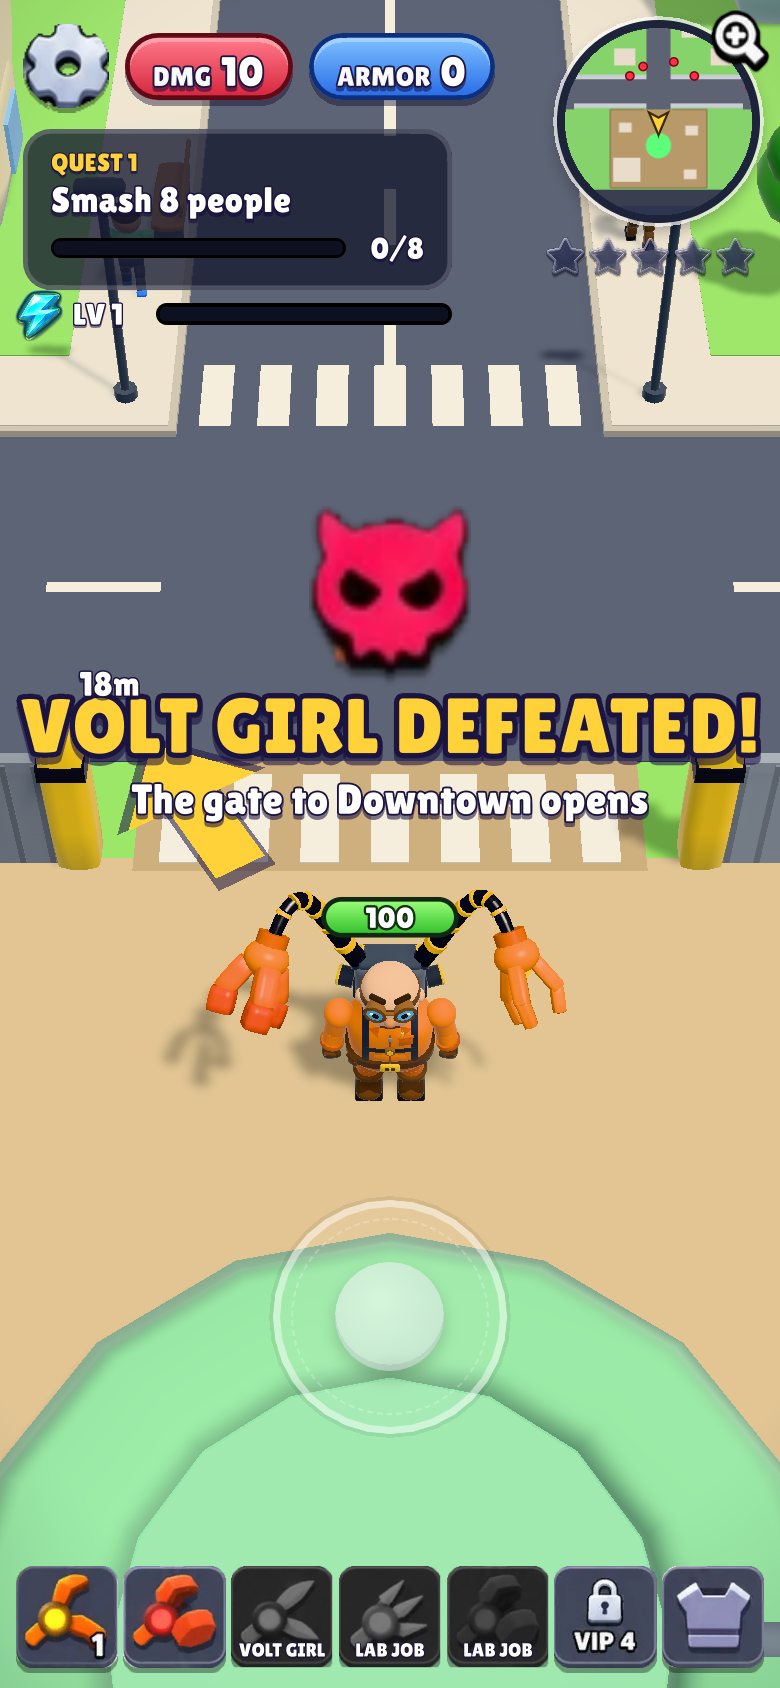 DMG 10
ARMOR 0
QUEST 1
Smash 8 people
0/8
LV 1
18m
VOLT GIRL DEFEATED!
The gate to Downtown opens
100
1
VOLT GIRL
LAB JOB
LAB JOB
VIP 4